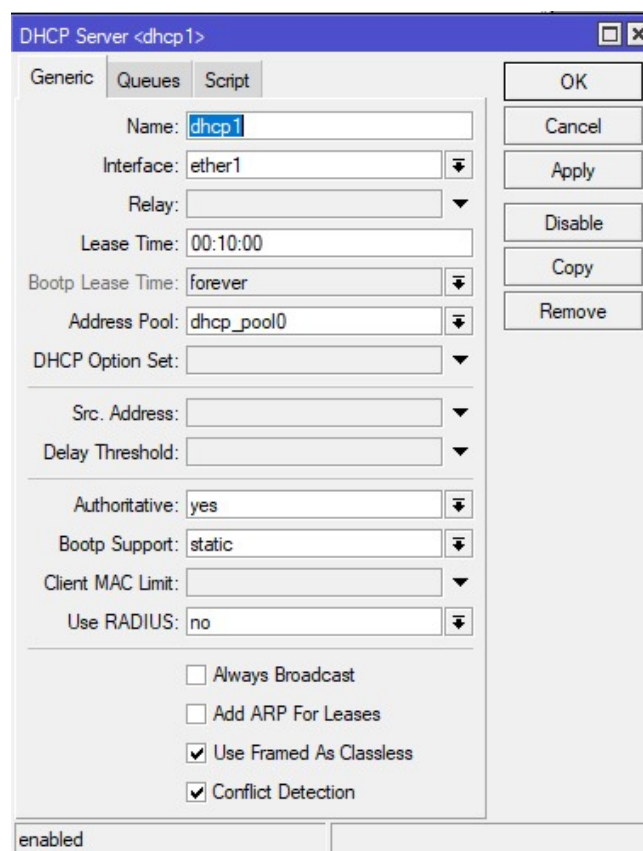 DHCP Server <dhcp1>
Generic Queues Script
OK
Cancel
Apply
Disable
Copy
Remove
Name: dhcp1
Interface: ether1
Relay:
Lease Time: 00:10:00
Bootp Lease Time: forever
Address Pool: dhcp_pool0
DHCP Option Set:
Src. Address:
Delay Threshold:
Authoritative: yes
Bootp Support: static
Client MAC Limit:
Use RADIUS: no
Always Broadcast
Add ARP For Leases
Use Framed As Classless
Conflict Detection
enabled